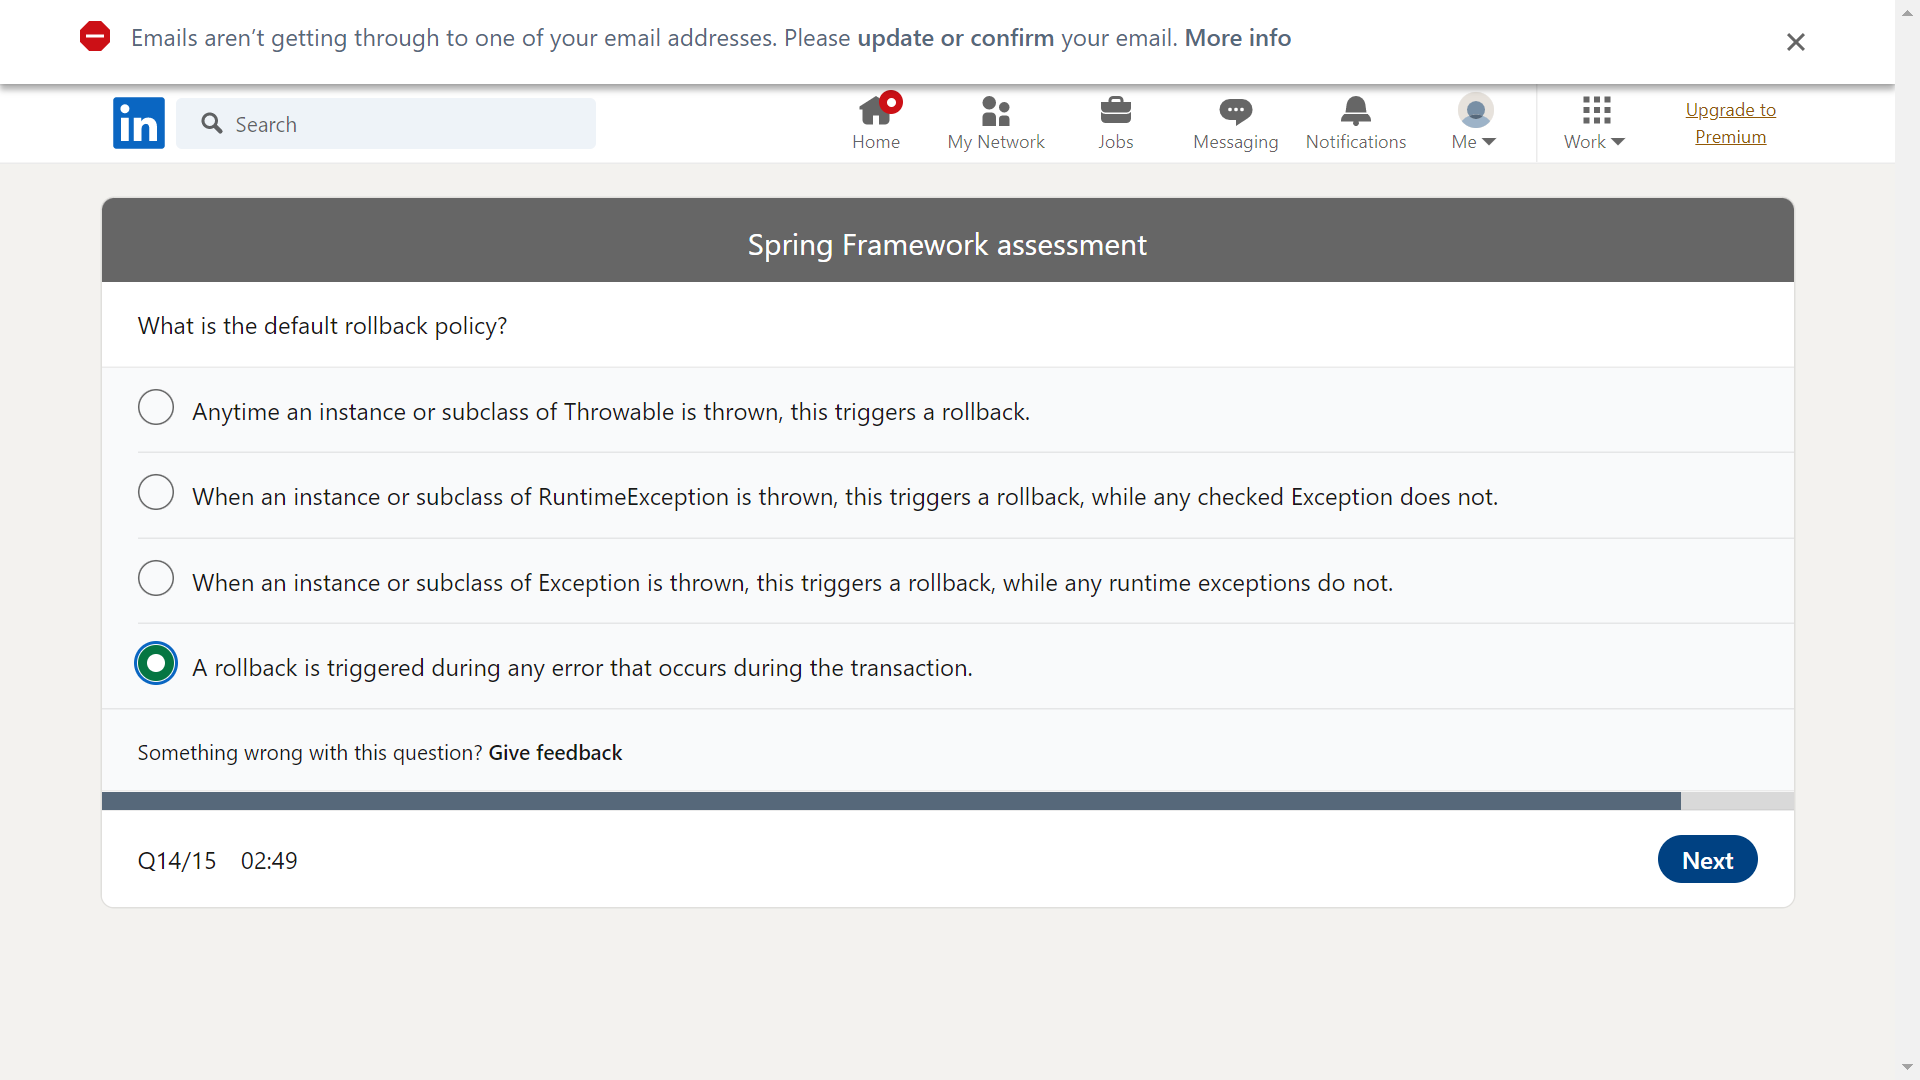 Emails aren't getting through to one of your email addresses. Please update or confirm your email. More info
in
Search
Home
My Network
Jobs
Messaging
Notifications
Me
Work
Upgrade to
Premium
Spring Framework assessment
What is the default rollback policy?
Anytime an instance or subclass of Throwable is thrown, this triggers a rollback.
When an instance or subclass of RuntimeException is thrown, this triggers a rollback, while any checked Exception does not.
When an instance or subclass of Exception is thrown, this triggers a rollback, while any runtime exceptions do not.
A rollback is triggered during any error that occurs during the transaction.
Something wrong with this question? Give feedback
Q14/15 02:49
Next